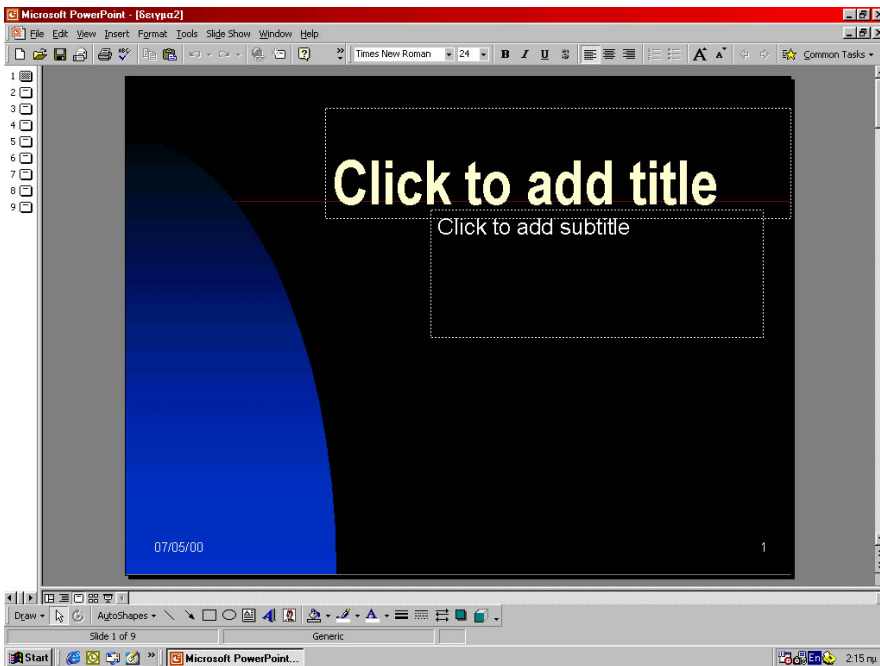 Microsoft PowerPoint - [δειγμα2]
File Edit View Insert Format Tools Slide Show Window Help
Times New Roman 24 B I U S A A Common Tasks
1
2
3
4
5
6
7
8
9
Click to add title
Click to add subtitle
07/05/00 1
Draw AutoShapes A A
Slide 1 of 9 Generic
Start » Microsoft PowerPoint... En 2:15 πμ